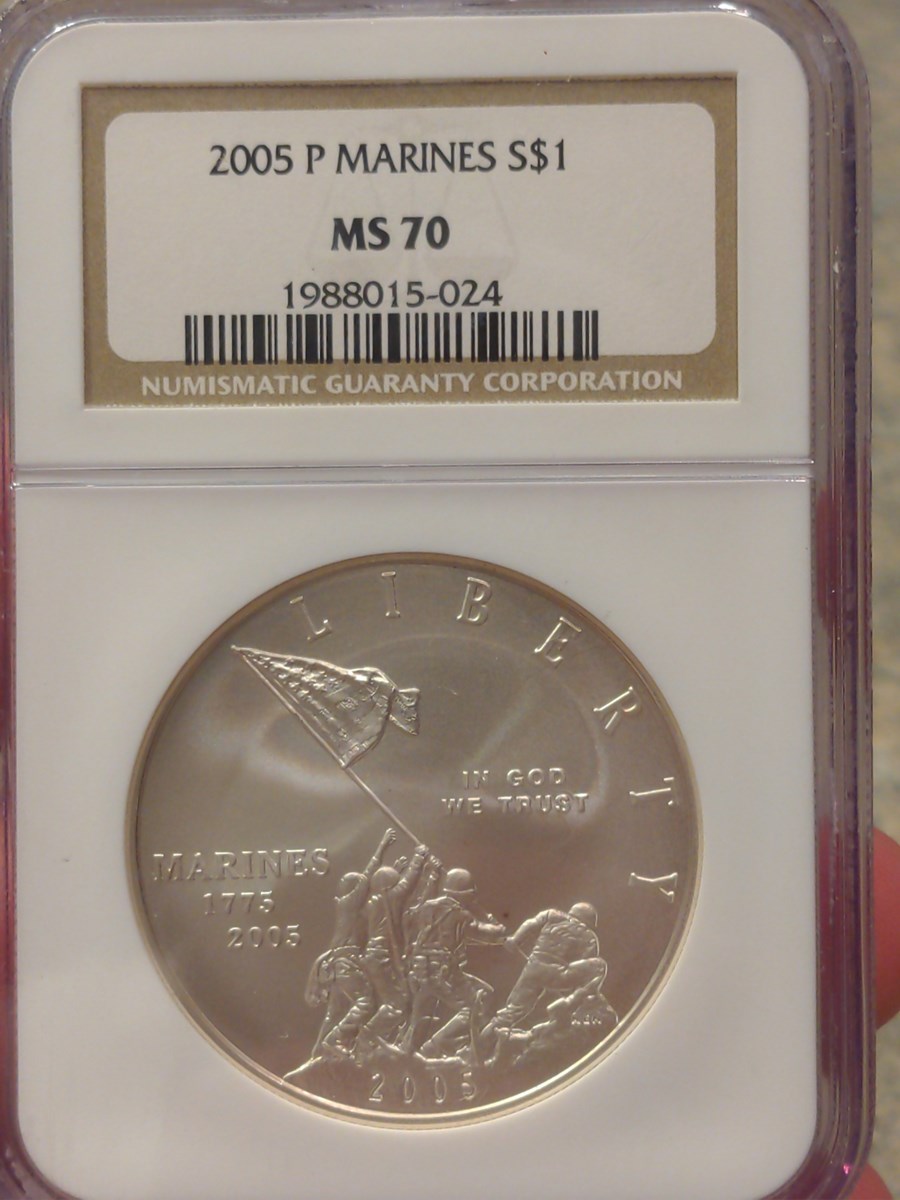 2005 P MARINES S$1
MS 70
1988015-024
NUMISMATIC GUARANTY CORPORATION
LIBERTY
IN GOD
WE TRUST
MARINES
1775
2005
2005